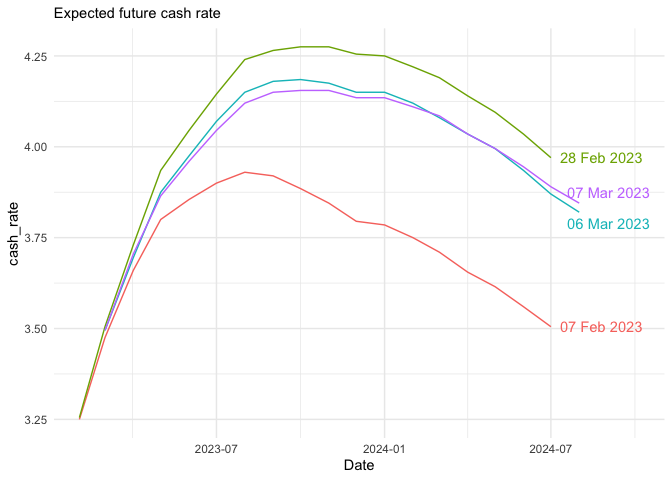 Expected future cash rate
4.25
4.00
3.75
3.50
3.25
cash_rate
28 Feb 2023
07 Mar 2023
06 Mar 2023
07 Feb 2023
2023-07
2024-01
2024-07
Date